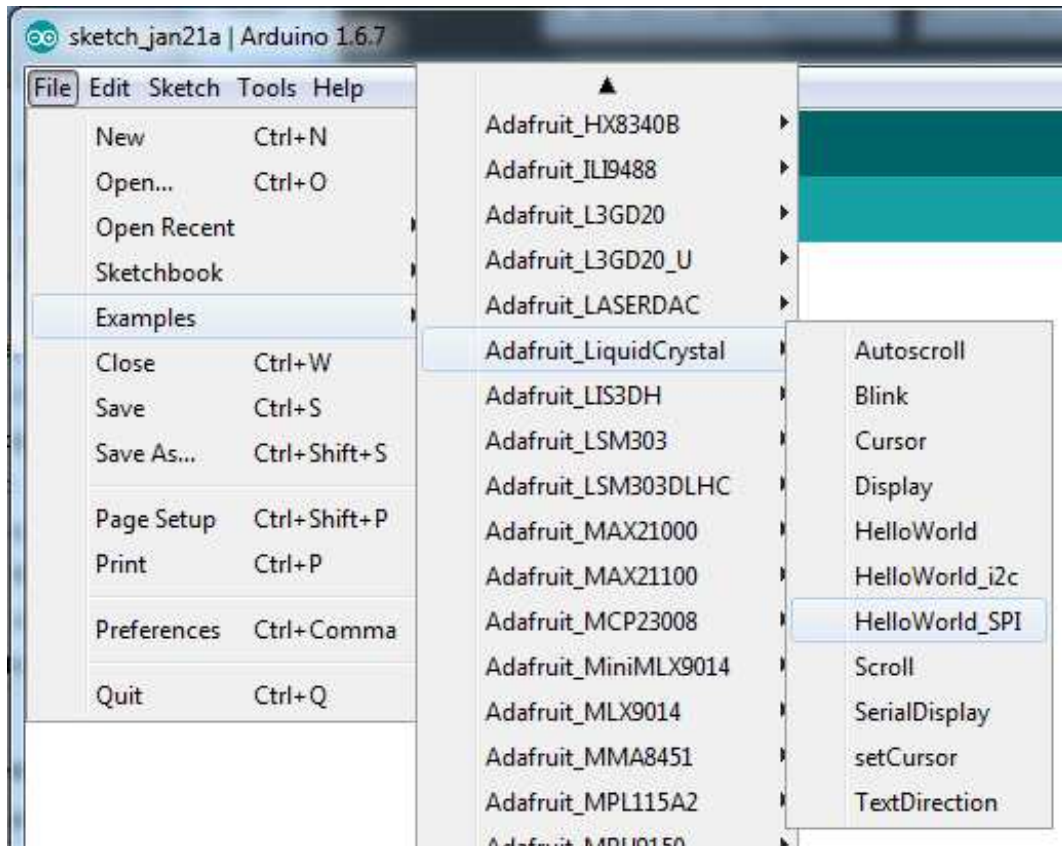 sketch_jan21a | Arduino 1.6.7
File Edit Sketch Tools Help
New Ctrl+N
Open... Ctrl+O
Open Recent
Sketchbook
Examples
Close Ctrl+W
Save Ctrl+S
Save As... Ctrl+Shift+S
Page Setup Ctrl+Shift+P
Print Ctrl+P
Preferences Ctrl+Comma
Quit Ctrl+Q
Adafruit_HX8340B
Adafruit_ILI9488
Adafruit_L3GD20
Adafruit_L3GD20_U
Adafruit_LASERDAC
Adafruit_LiquidCrystal
Adafruit_LIS3DH
Adafruit_LSM303
Adafruit_LSM303DLHC
Adafruit_MAX21000
Adafruit_MAX21100
Adafruit_MCP23008
Adafruit_MiniMLX9014
Adafruit_MLX9014
Adafruit_MMA8451
Adafruit_MPL115A2
Autoscroll
Blink
Cursor
Display
HelloWorld
HelloWorld_i2c
HelloWorld_SPI
Scroll
SerialDisplay
setCursor
TextDirection